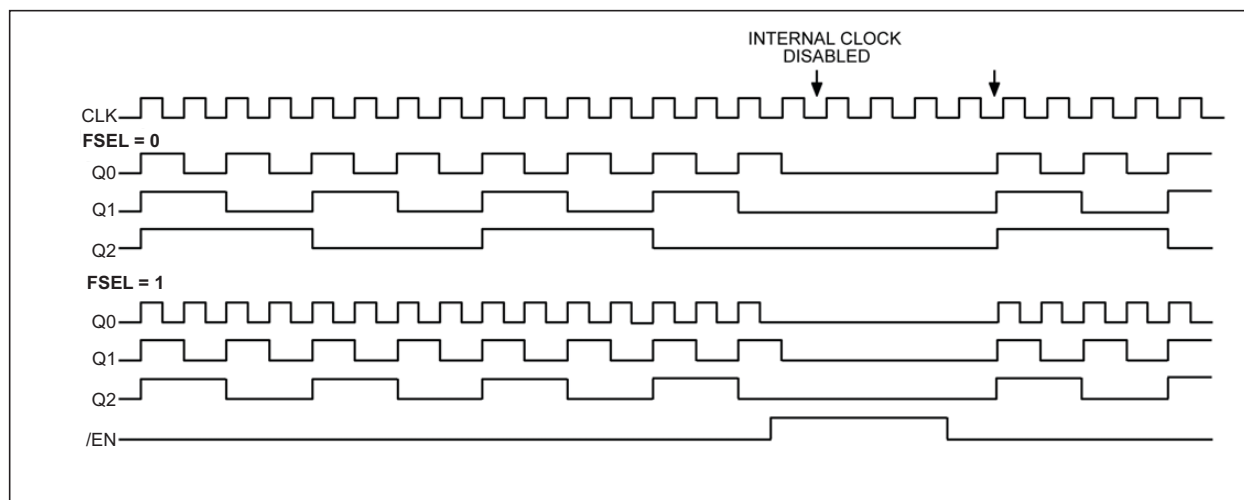 INTERNAL CLOCK
DISABLED
CLK
FSEL = 0
Q0
Q1
Q2
FSEL = 1
Q0
Q1
Q2
/EN